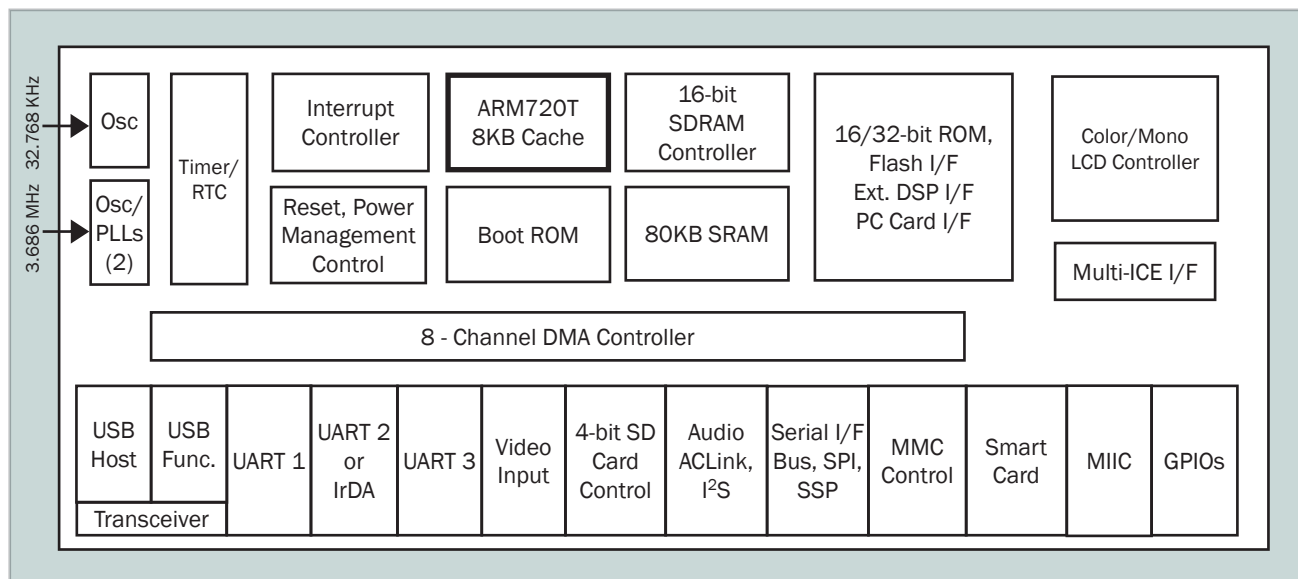 32.768 KHz
3.686 MHz
Osc
Osc/
PLLs
(2)
Timer/
RTC
Interrupt
Controller
Reset, Power
Management
Control
ARM720T
8KB Cache
Boot ROM
16-bit
SDRAM
Controller
80KB SRAM
16/32-bit ROM,
Flash I/F
Ext. DSP I/F
PC Card I/F
Color/Mono
LCD Controller
Multi-ICE I/F
8 - Channel DMA Controller
USB
Host
USB
Func.
Transceiver
UART 1
UART 2
or
IrDA
UART 3
Video
Input
4-bit SD
Card
Control
Audio
ACLink,
I²S
Serial I/F
Bus, SPI,
SSP
MMC
Control
Smart
Card
MIIC
GPIOs